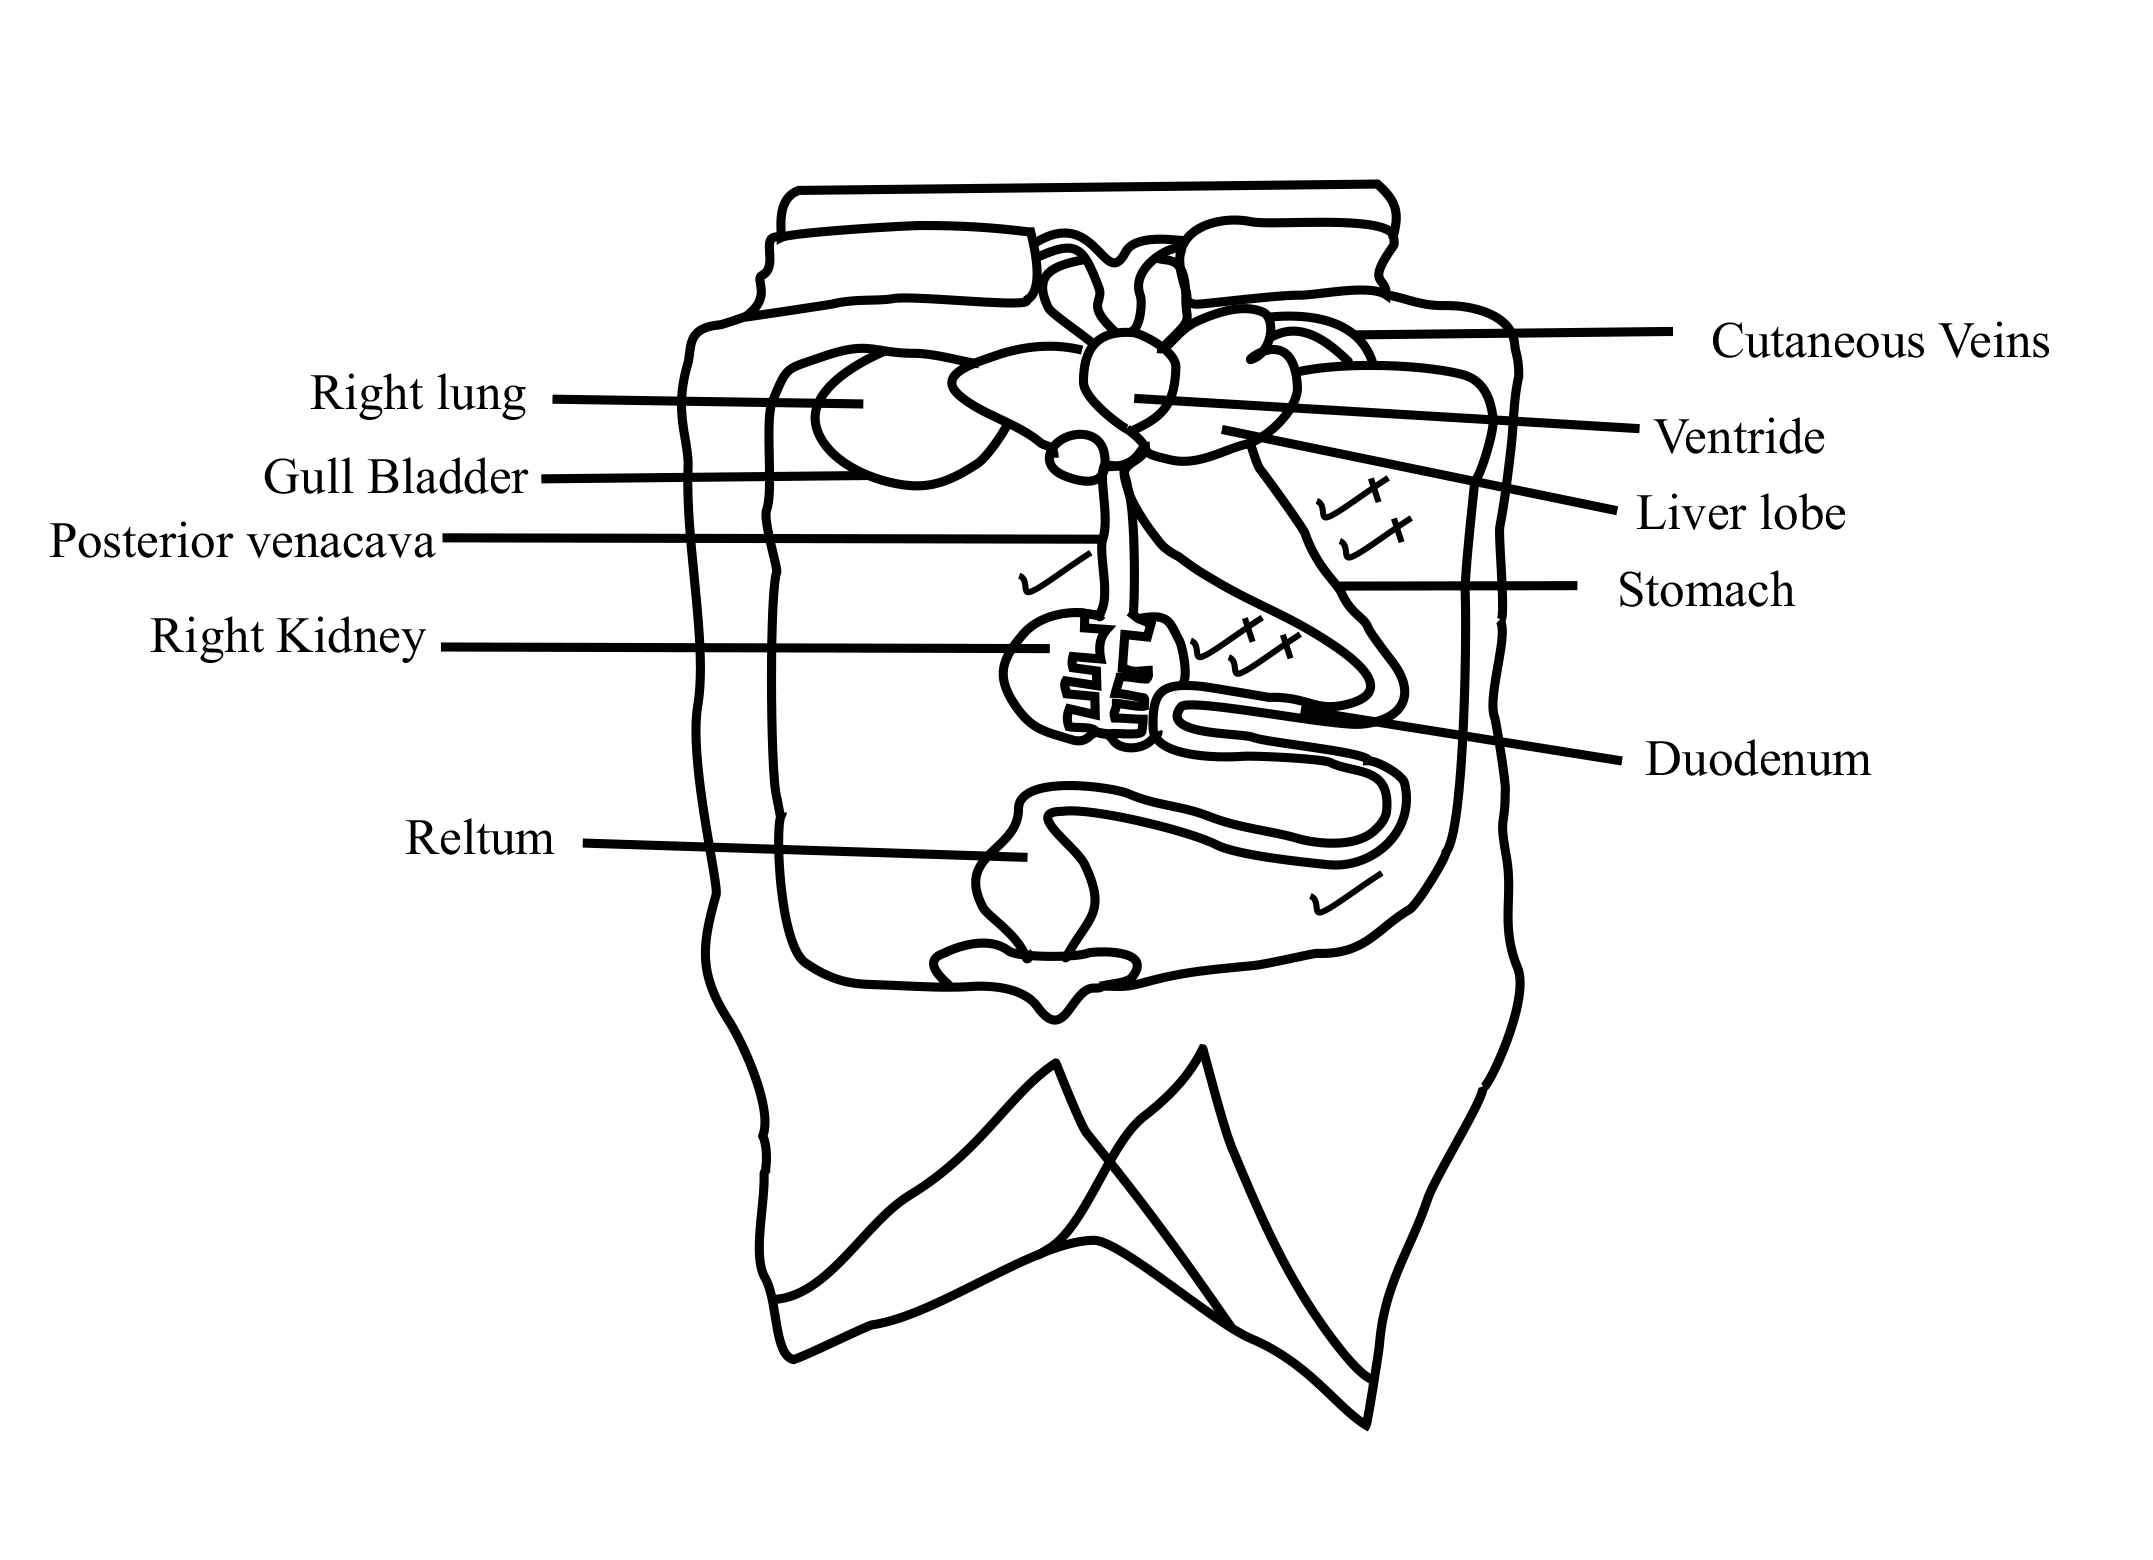 Cutaneous Veins
Right lung
Ventride
Gull Bladder
Liver lobe
Posterior venacava
Stomach
Right Kidney
Duodenum
Reltum